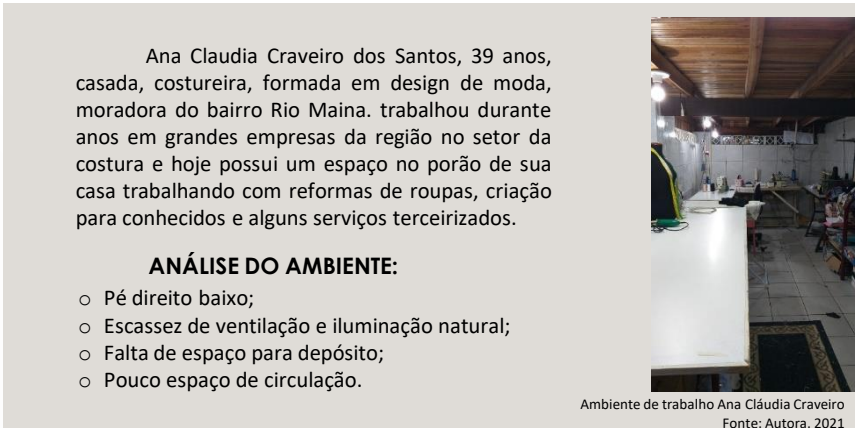 Ana Claudia Craveiro dos Santos, 39 anos,
casada, costureira, formada em design de moda,
moradora do bairro Rio Maina. trabalhou durante
anos em grandes empresas da região no setor da
costura e hoje possui um espaço no porão de sua
casa trabalhando com reformas de roupas, criação
para conhecidos e alguns serviços terceirizados.
ANÁLISE DO AMBIENTE:
o Pé direito baixo;
o Escassez de ventilação e iluminação natural;
o Falta de espaço para depósito;
o Pouco espaço de circulação.
Ambiente de trabalho Ana Cláudia Craveiro
Fonte: Autora, 2021